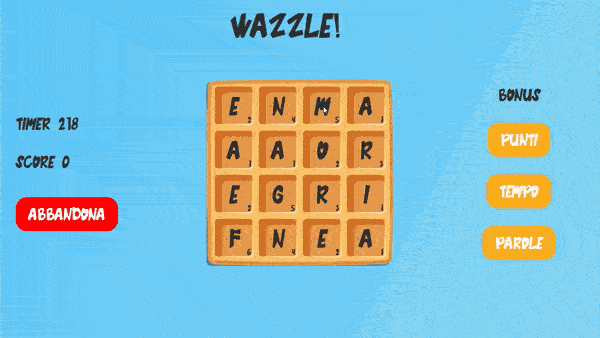 WAZZLE!
TIMER 218
SCORE 0
ABBANDONA
E N M A
A A O R
E G R I
F N E A
BONUS
PUNTI
TEMPO
PAROLE